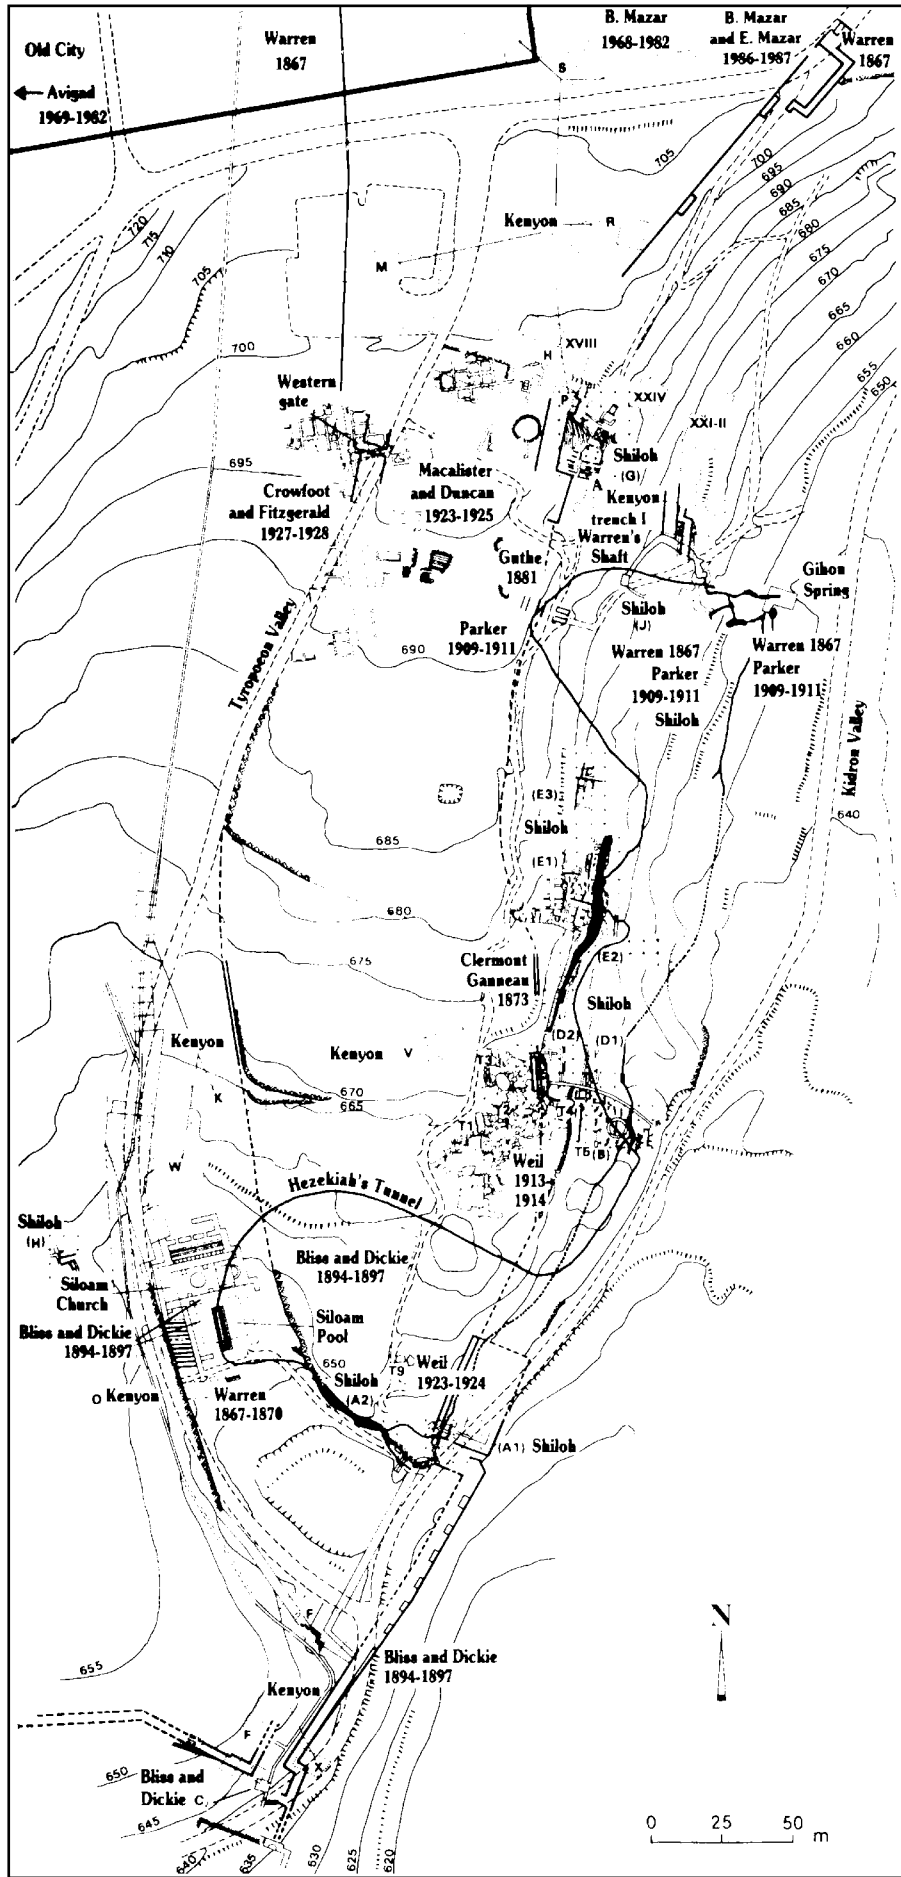 B. Mazar
1968-1982
B. Mazar
and E. Mazar
1986-1987
Warren
1867
Old City
Avigad
1969-1982
Warren
1867
S
705
700
695
690
685
680
675
670
665
660
655
650
720
715
710
705
Kenyon
R
M
700
H
XVIII
Western
gate
P
XXIV
XXI-II
Shiloh
(G)
A
695
Macalister
and Duncan
1923-1925
Kenyon
trench I
Crowfoot
and Fitzgerald
1927-1928
Warren's
Shaft
Guthe
1881
Gihon
Spring
Shiloh
(J)
Parker
1909-1911
690
Warren 1867
Parker
1909-1911
Shiloh
Warren 1867
Parker
1909-1911
Tyropoeon Valley
Kidron Valley
(E3)
Shiloh
640
685
(E1)
680
Clermont
Ganneau
1873
675
(E2)
Shiloh
(D2)
(D1)
Kenyon
Kenyon
V
T3
670
665
K
T1
T2
T4
W
Weil
1913-
1914
(B)
Hezekiah's Tunnel
Shiloh
(H)
Bliss and Dickie
1894-1897
Siloam
Church
Siloam
Pool
Bliss and Dickie
1894-1897
650
T9
Weil
1923-1924
Shiloh
(A2)
O
Kenyon
Warren
1867-1870
(A1) Shiloh
N
F
Bliss and Dickie
1894-1897
655
Kenyon
F
X
650
Bliss and
Dickie
C
645
640
635
630
625
620
0
25
50
m